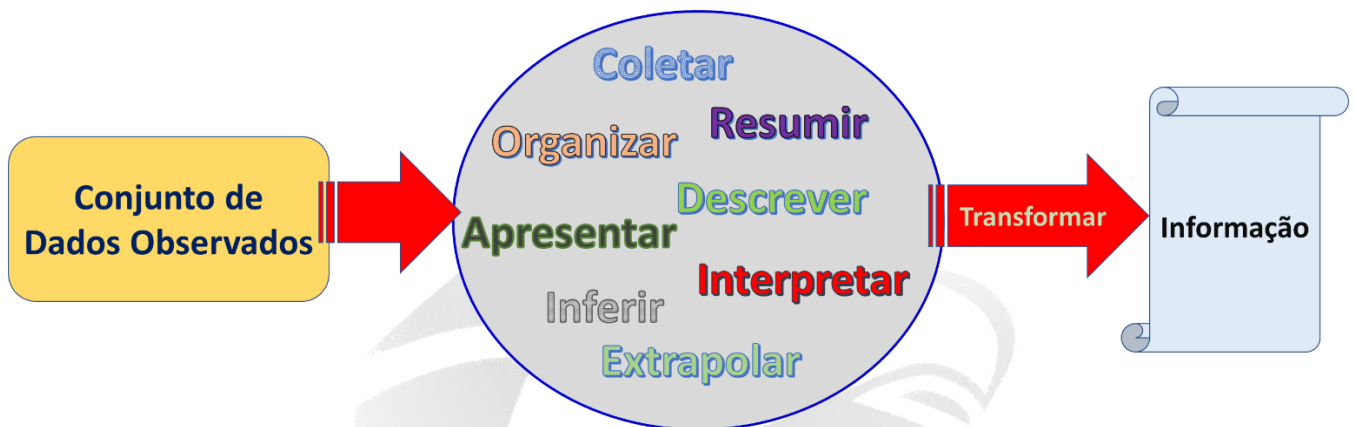 Conjunto de
Dados Observados
Coletar
Organizar
Resumir
Descrever
Apresentar
Interpretar
Inferir
Extrapolar
Transformar
Informação